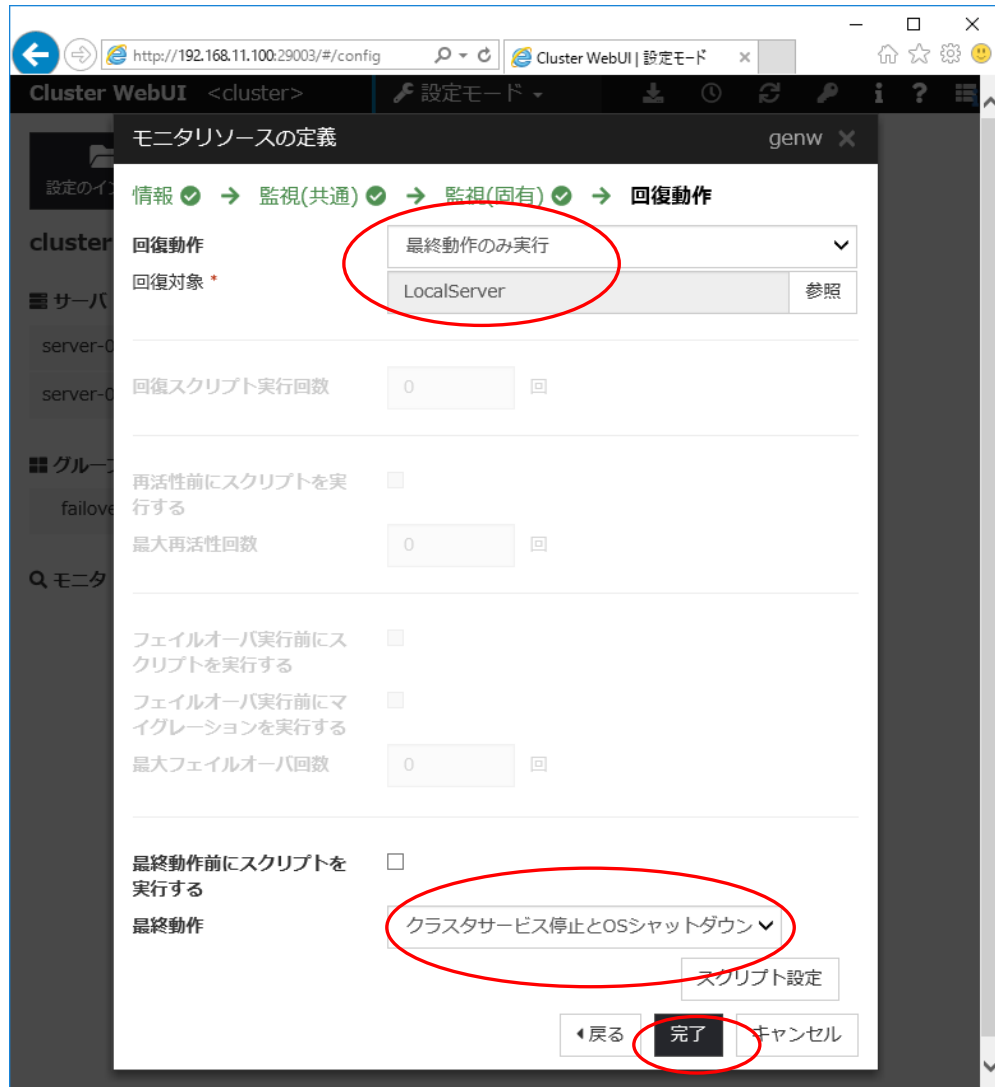 http://192.168.11.100:29003/#/config
Cluster WebUI | 設定モード
Cluster WebUI <cluster> 設定モード
モニタリソースの定義 genw
設定のイン
情報 → 監視(共通) → 監視(固有) → 回復動作
cluster
回復動作 最終動作のみ実行
回復対象 * LocalServer 参照
サーバ
server-0
回復スクリプト実行回数 0 回
server-0
グループ
再活性前にスクリプトを実
行する
failove
最大再活性回数 0 回
モニタ
フェイルオーバ実行前にス
クリプトを実行する
フェイルオーバ実行前にマ
イグレーションを実行する
最大フェイルオーバ回数 0 回
最終動作前にスクリプトを
実行する
最終動作 クラスタサービス停止とOSシャットダウン
スクリプト設定
戻る 完了 キャンセル